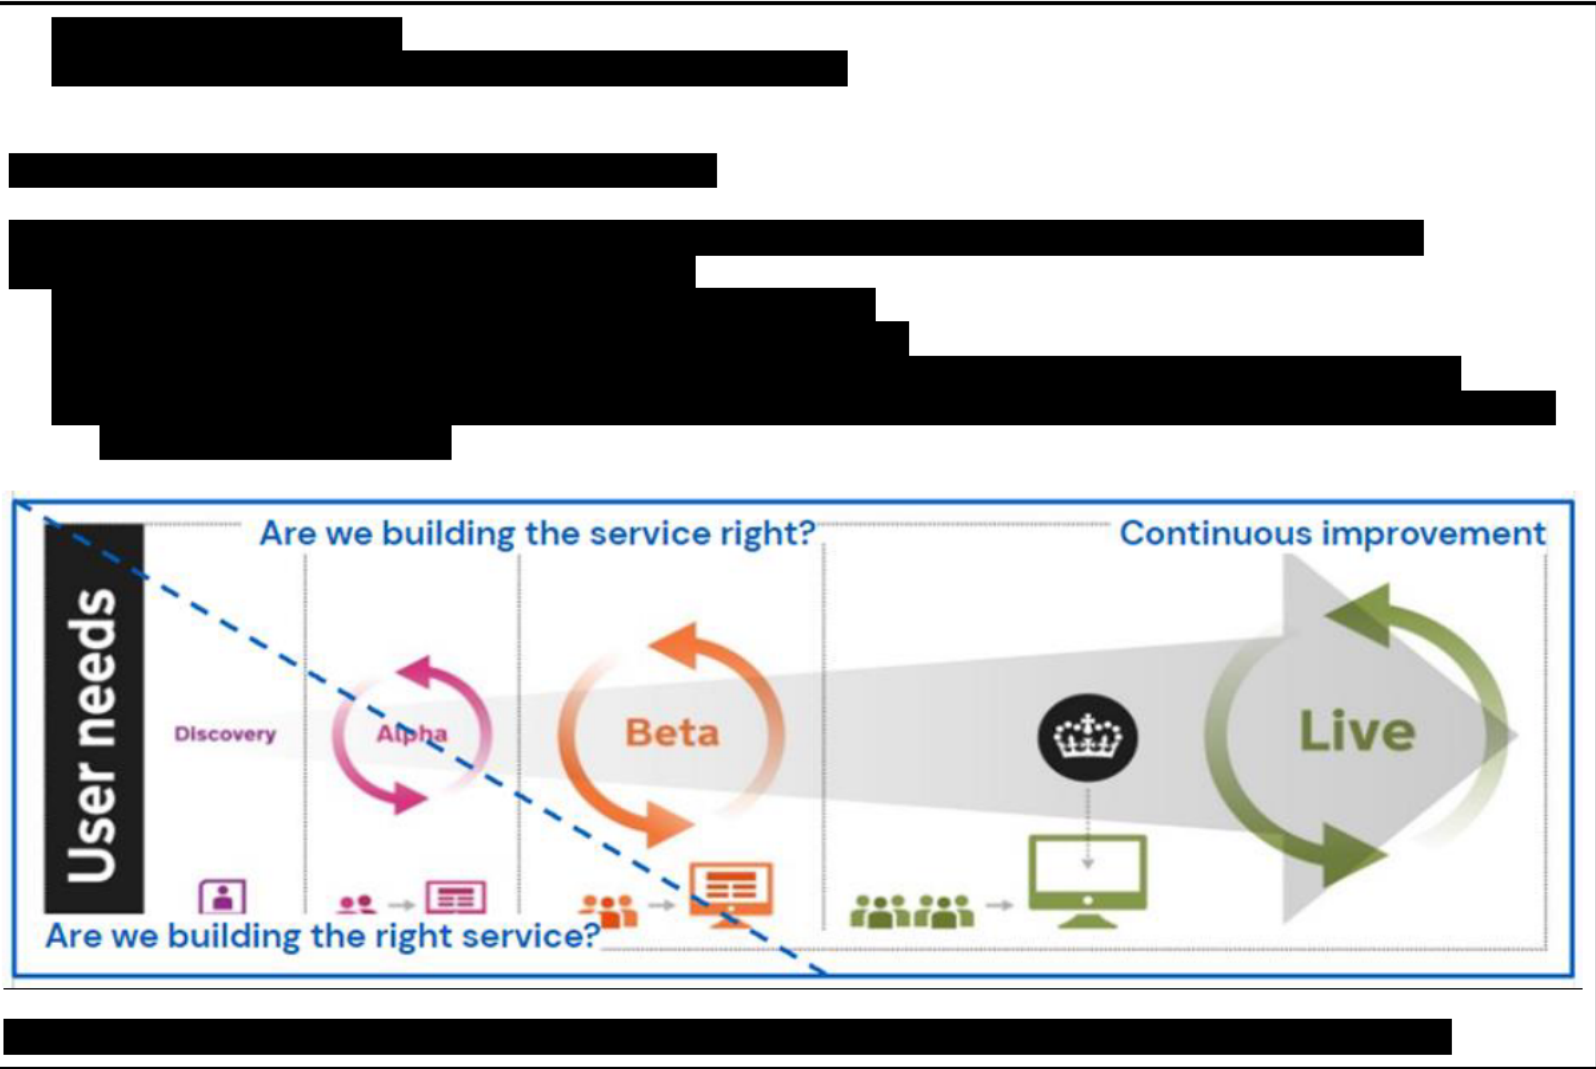 Are we building the service right?
Continuous improvement
User needs
Discovery
Alpha
Beta
Live
Are we building the right service?